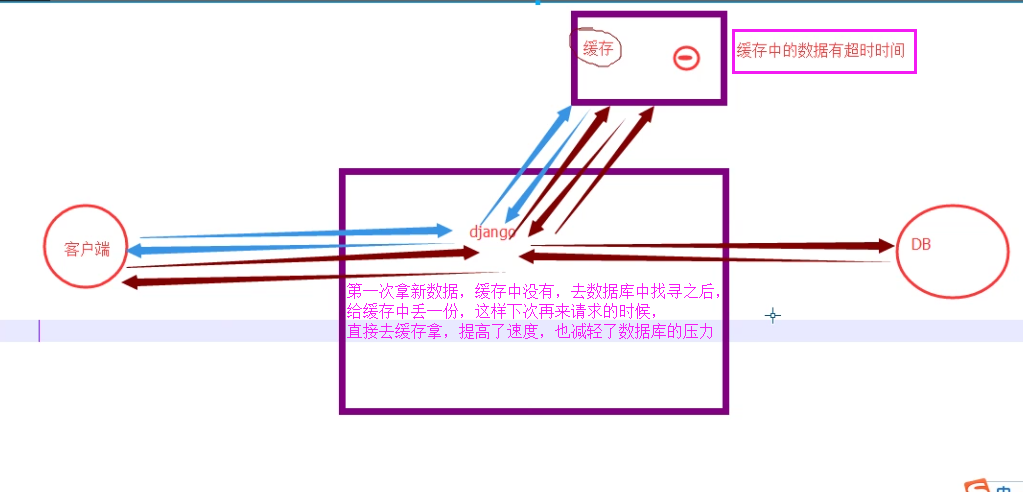 缓存
缓存中的数据有超时时间
客户端
django
DB
第一次拿新数据，缓存中没有，去数据库中找寻之后，
给缓存中丢一份，这样下次再来请求的时候，
直接去缓存拿，提高了速度，也减轻了数据库的压力